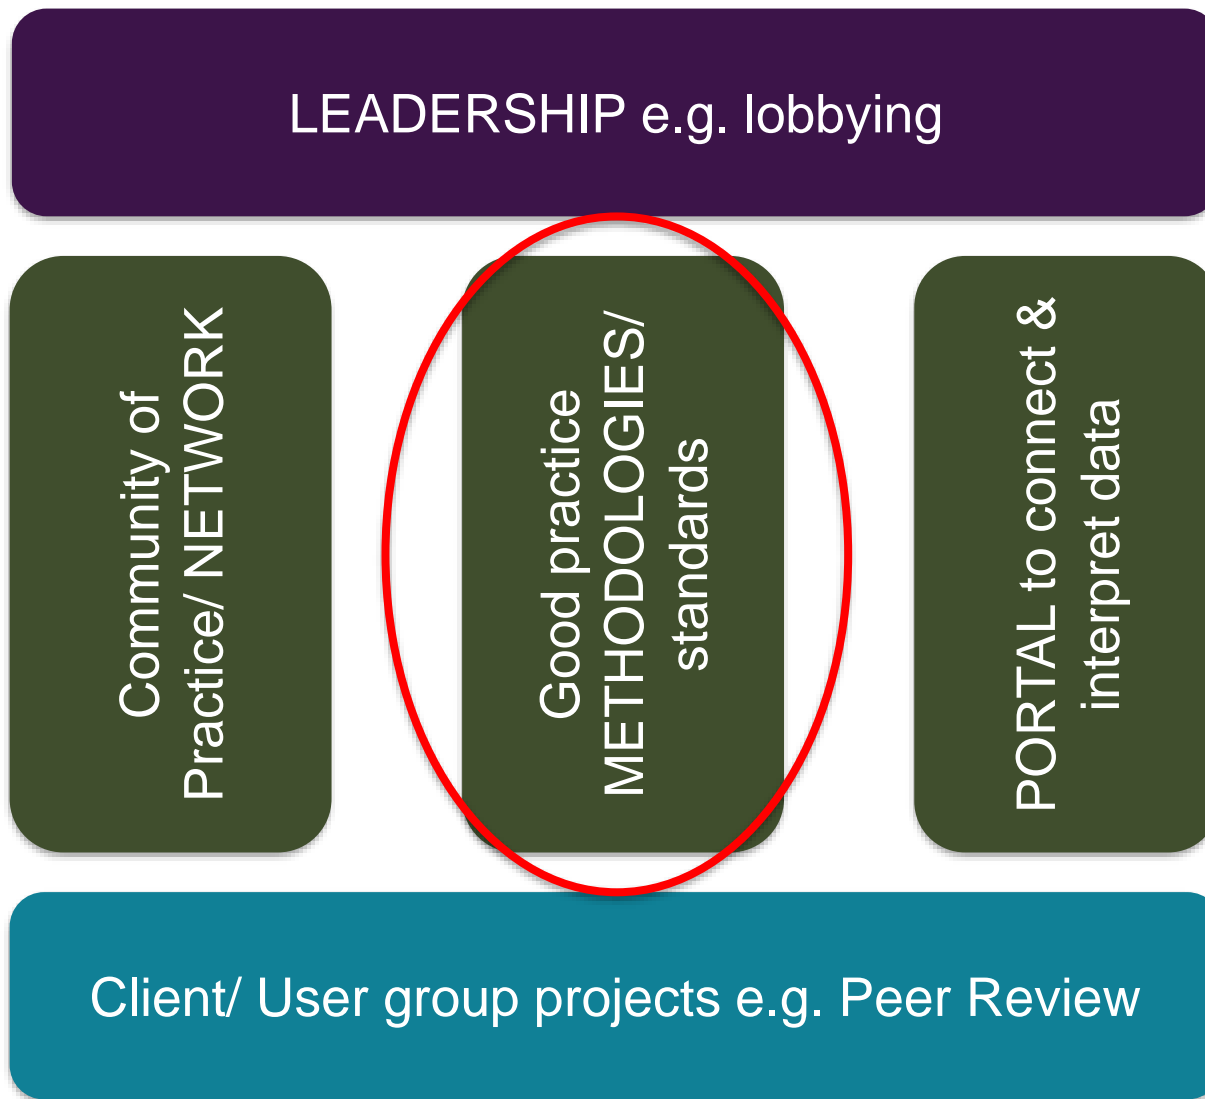 LEADERSHIP e.g. lobbying
Community of
Practice/ NETWORK
Good practice
METHODOLOGIES/
standards
PORTAL to connect &
interpret data
Client/ User group projects e.g. Peer Review